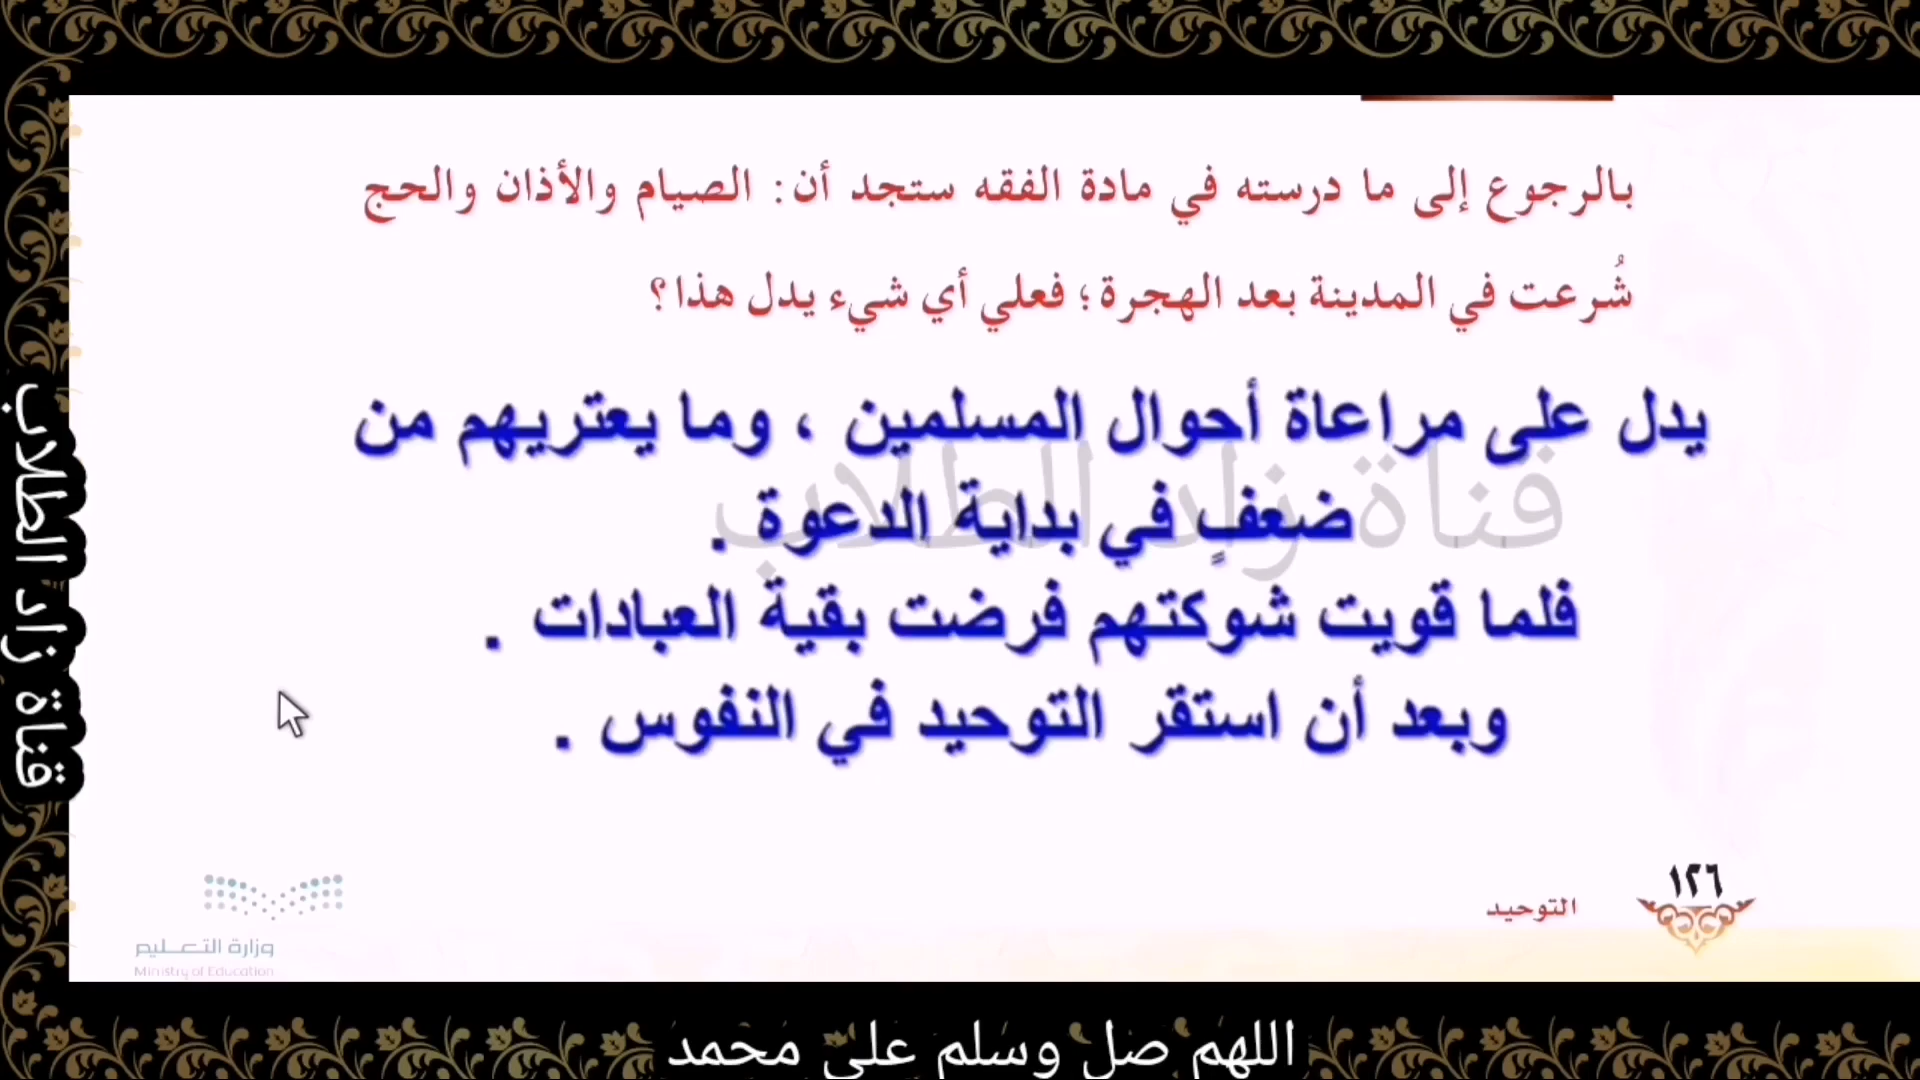 بالرجوع إلى ما درسته في مادة الفقه ستجد أن: الصيام والأذان والحج
شُرعت في المدينة بعد الهجرة؛ فعلي أي شيء يدل هذا؟
يدل على مراعاة أحوال المسلمين ، وما يعتريهم من
ضعفٍ في بداية الدعوة .
فلما قويت شوكتهم فرضت بقية العبادات .
وبعد أن استقر التوحيد في النفوس .
قناة زاد الطلاب
قناة زاد الطلاب
١٢٦
التوحيد
وزارة التعليم
Ministry of Education
اللهم صل وسلم على محمد